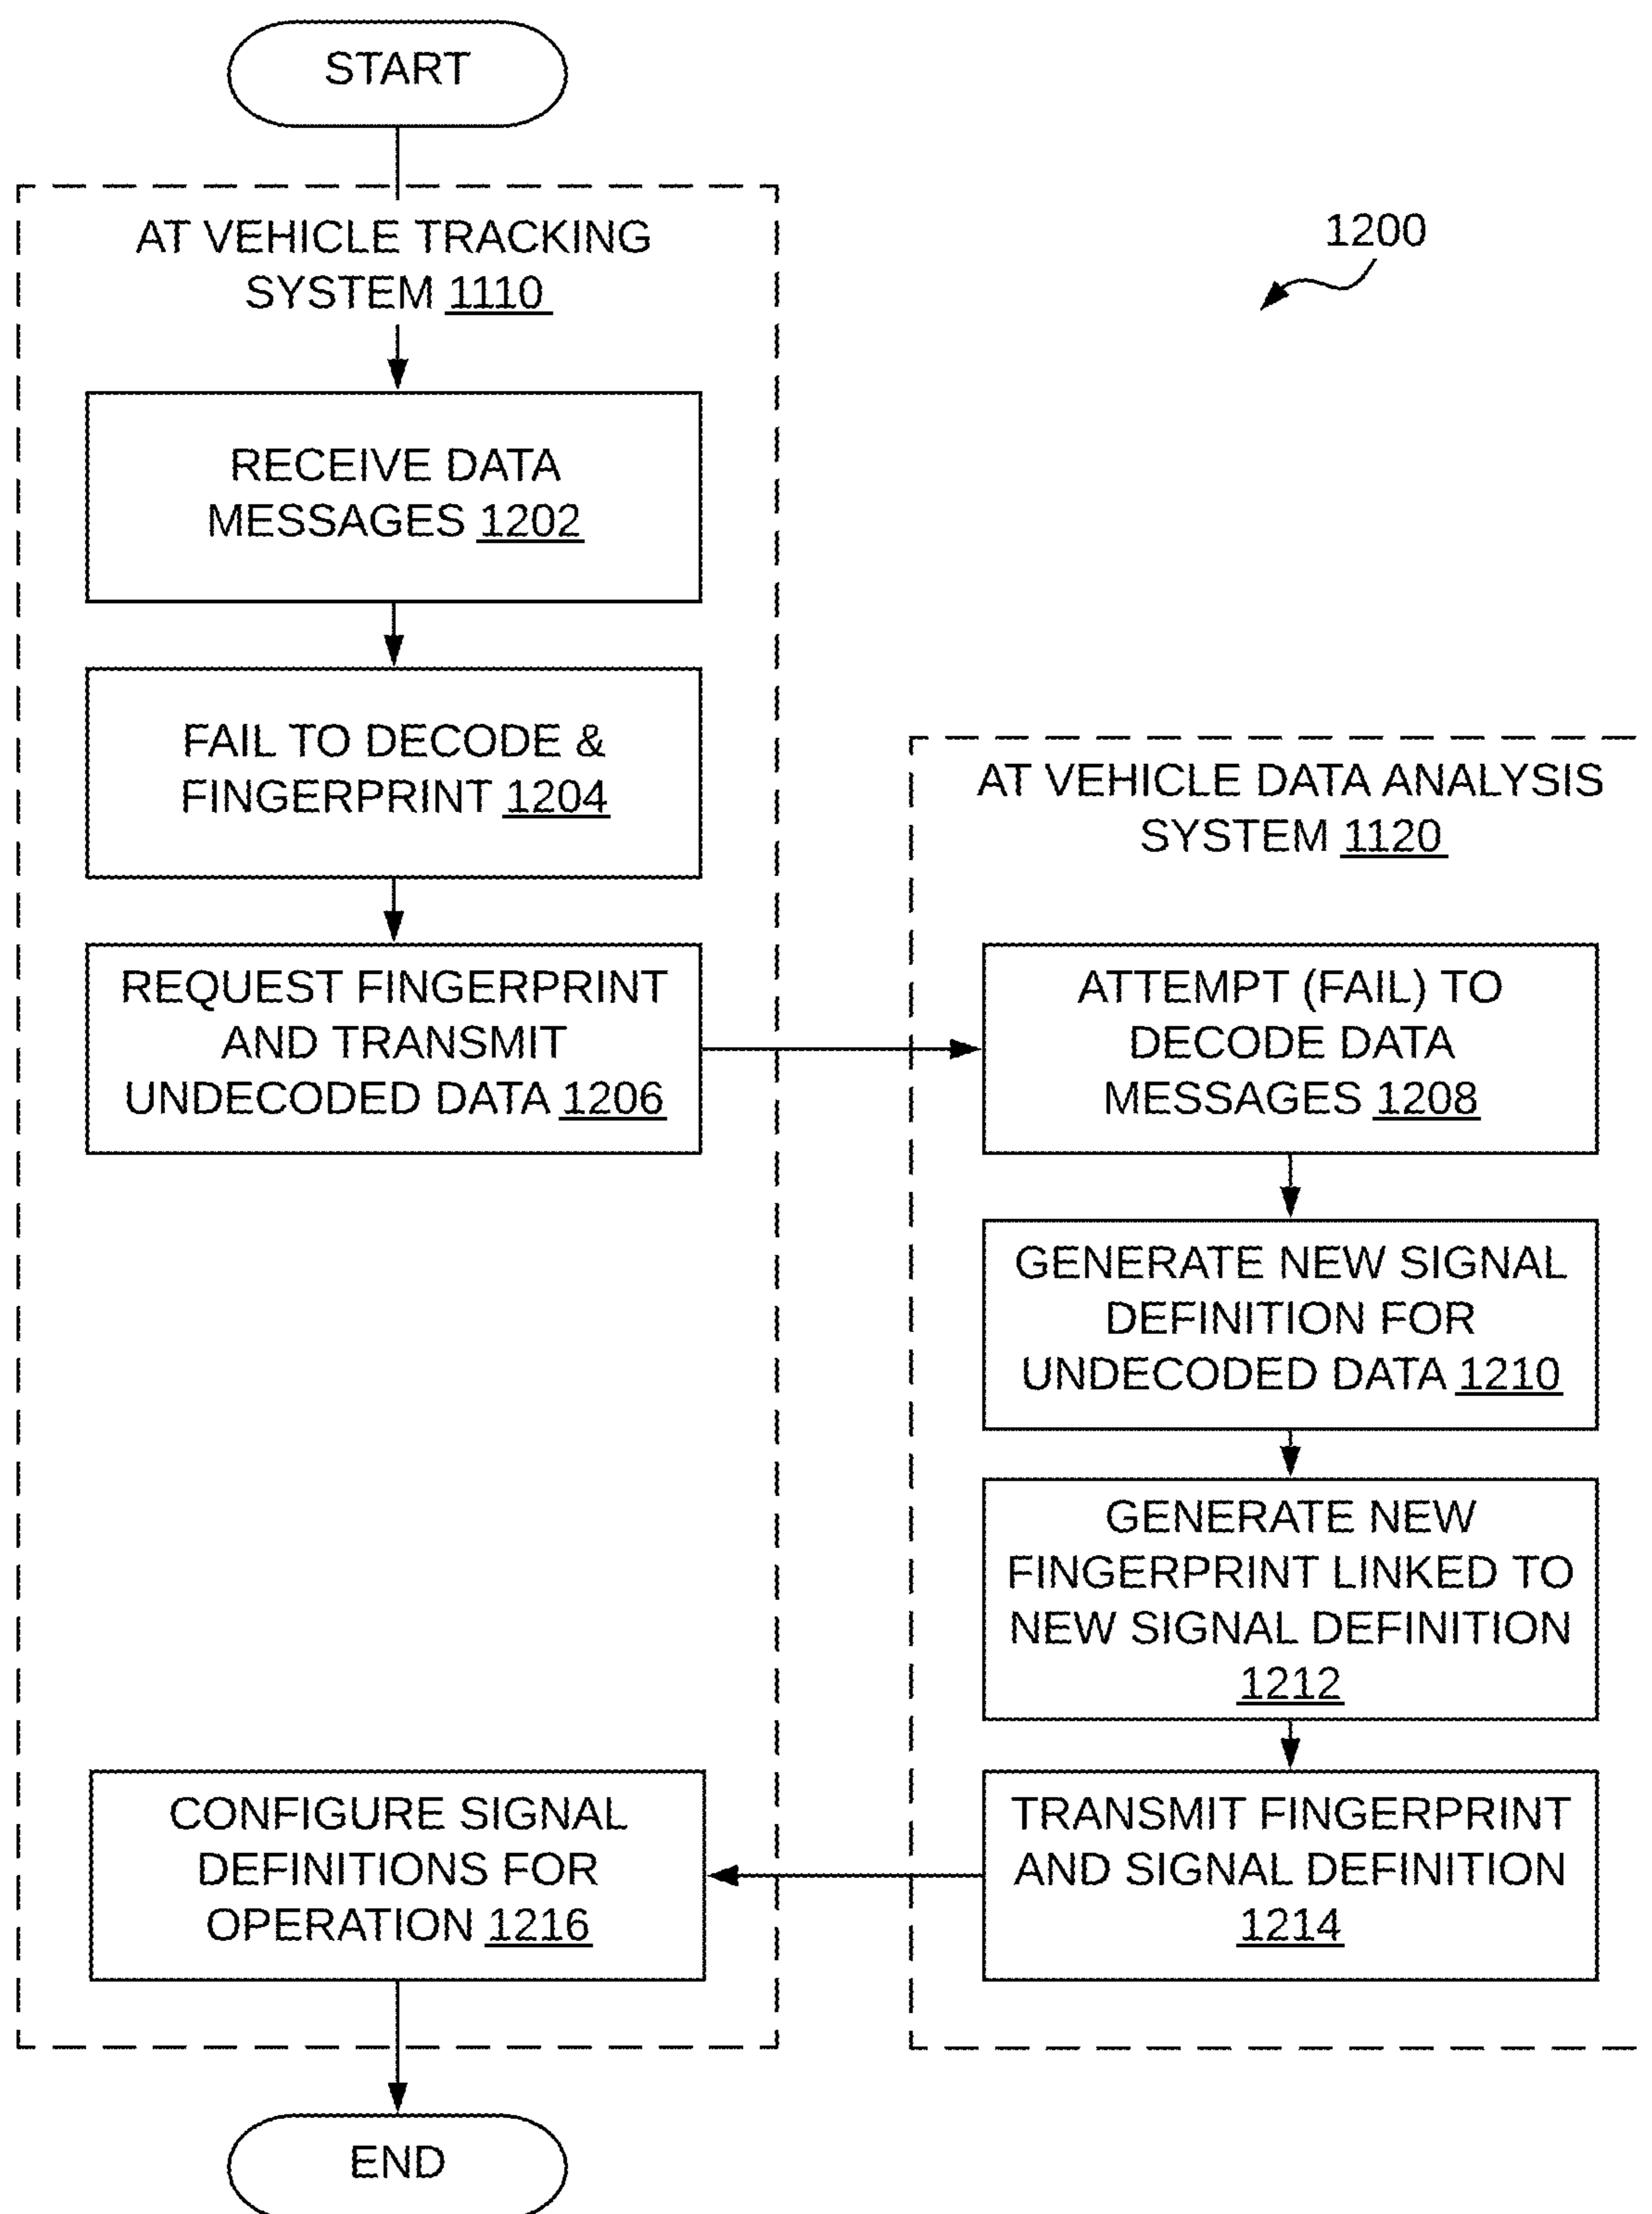 START
AT VEHICLE TRACKING
SYSTEM 1110
1200
RECEIVE DATA
MESSAGES 1202
FAIL TO DECODE &
FINGERPRINT 1204
REQUEST FINGERPRINT
AND TRANSMIT
UNDECODED DATA 1206
AT VEHICLE DATA ANALYSIS
SYSTEM 1120
ATTEMPT (FAIL) TO
DECODE DATA
MESSAGES 1208
GENERATE NEW SIGNAL
DEFINITION FOR
UNDECODED DATA 1210
GENERATE NEW
FINGERPRINT LINKED TO
NEW SIGNAL DEFINITION
1212
TRANSMIT FINGERPRINT
AND SIGNAL DEFINITION
1214
CONFIGURE SIGNAL
DEFINITIONS FOR
OPERATION 1216
END